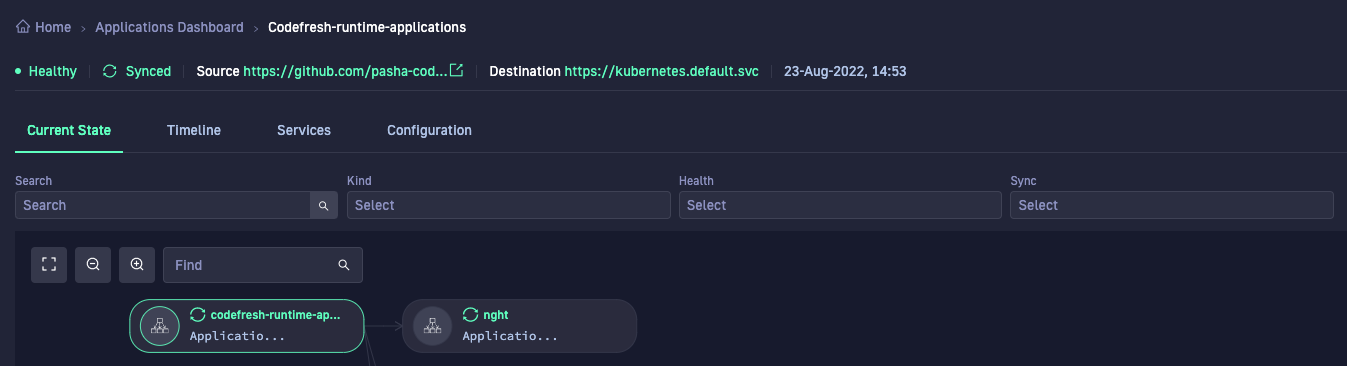 Home › Applications Dashboard › Codefresh-runtime-applications
Healthy Synced Source https://github.com/pasha-cod... Destination https://kubernetes.default.svc 23-Aug-2022, 14:53
Current State Timeline Services Configuration
Search Kind Health Sync
Search Select Select Select
Find
codefresh-runtime-ap... nght
Applicatio... Applicatio...